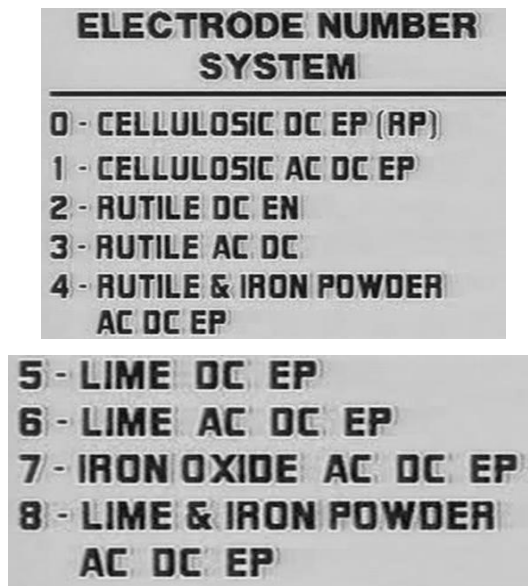 ELECTRODE NUMBER
SYSTEM
0 - CELLULOSIC DC EP (RP)
1 - CELLULOSIC AC DC EP
2 - RUTILE DC EN
3 - RUTILE AC DC
4 - RUTILE & IRON POWDER
AC DC EP
5 - LIME DC EP
6 - LIME AC DC EP
7 - IRON OXIDE AC DC EP
8 - LIME & IRON POWDER
AC DC EP